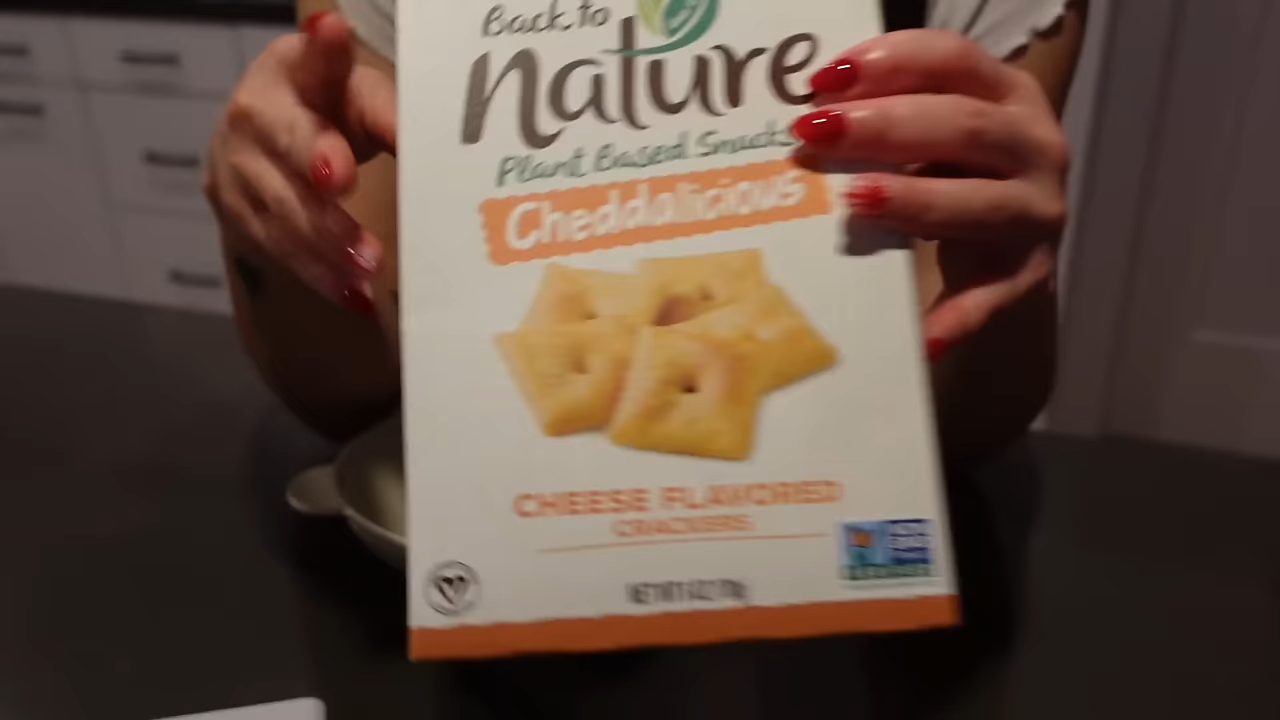 Back to
nature
Plant Based Snacks
Cheddalicious
CHEESE FLAVORED
CRACKERS